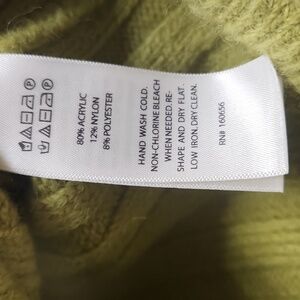 80% ACRYLIC
12% NYLON
8% POLYESTER
HAND WASH COLD.
NON-CHLORINE BLEACH
WHEN NEEDED. RE-
SHAPE AND DRY FLAT.
LOW IRON. DRY CLEAN.
RN# 160656